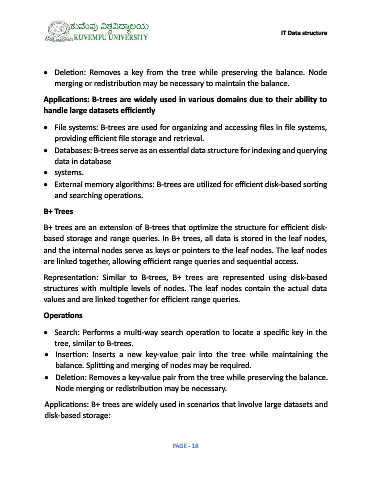 ಕುವೆಂಪು ವಿಶ್ವವಿದ್ಯಾಲಯ
KUVEMPU UNIVERSITY
IT Data structure
• Deletion: Removes a key from the tree while preserving the balance. Node
merging or redistribution may be necessary to maintain the balance.
Applications: B-trees are widely used in various domains due to their ability to
handle large datasets efficiently
• File systems: B-trees are used for organizing and accessing files in file systems,
providing efficient file storage and retrieval.
• Databases: B-trees serve as an essential data structure for indexing and querying
data in database
• systems.
• External memory algorithms: B-trees are utilized for efficient disk-based sorting
and searching operations.
B+ Trees
B+ trees are an extension of B-trees that optimize the structure for efficient disk-
based storage and range queries. In B+ trees, all data is stored in the leaf nodes,
and the internal nodes serve as keys or pointers to the leaf nodes. The leaf nodes
are linked together, allowing efficient range queries and sequential access.
Representation: Similar to B-trees, B+ trees are represented using disk-based
structures with multiple levels of nodes. The leaf nodes contain the actual data
values and are linked together for efficient range queries.
Operations
• Search: Performs a multi-way search operation to locate a specific key in the
tree, similar to B-trees.
• Insertion: Inserts a new key-value pair into the tree while maintaining the
balance. Splitting and merging of nodes may be required.
• Deletion: Removes a key-value pair from the tree while preserving the balance.
Node merging or redistribution may be necessary.
Applications: B+ trees are widely used in scenarios that involve large datasets and
disk-based storage:
PAGE - 18